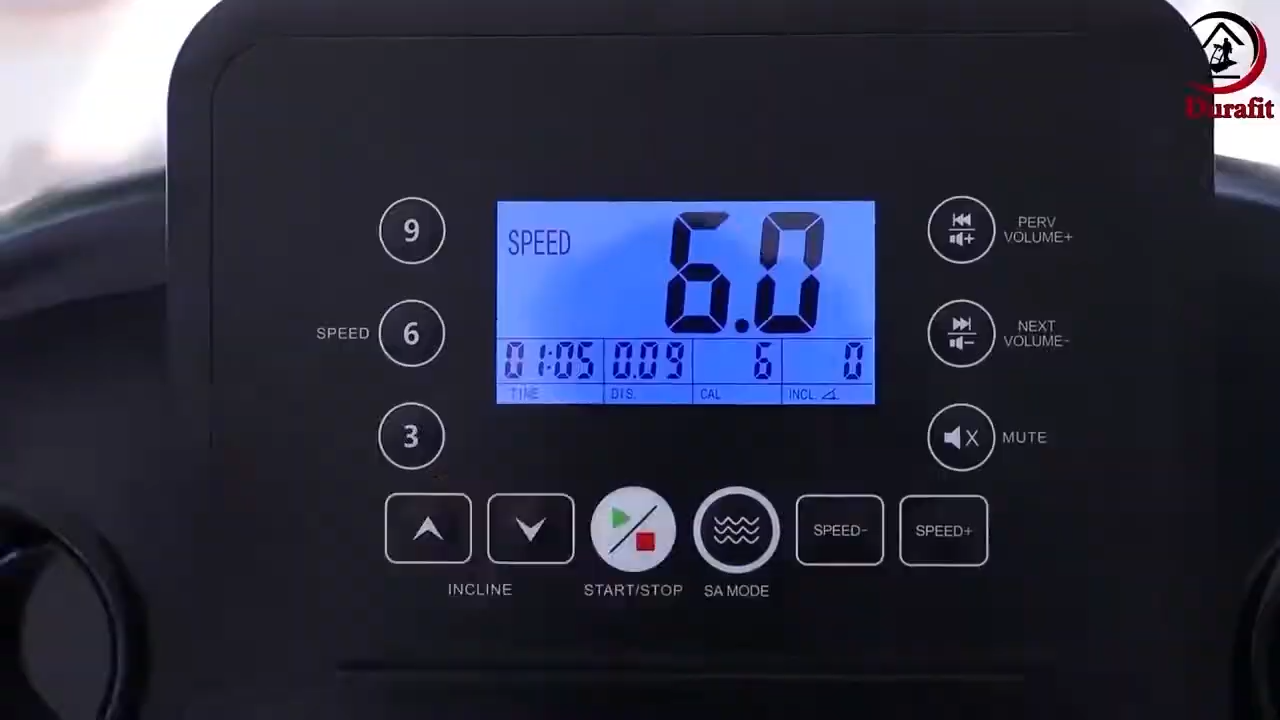 Durafit
9
SPEED 6
3
SPEED 6.0
01:05 0.09 6 0
TIME DIS. CAL INCL.
PERV
VOLUME+
NEXT
VOLUME-
MUTE
SPEED- SPEED+
INCLINE START/STOP SA MODE